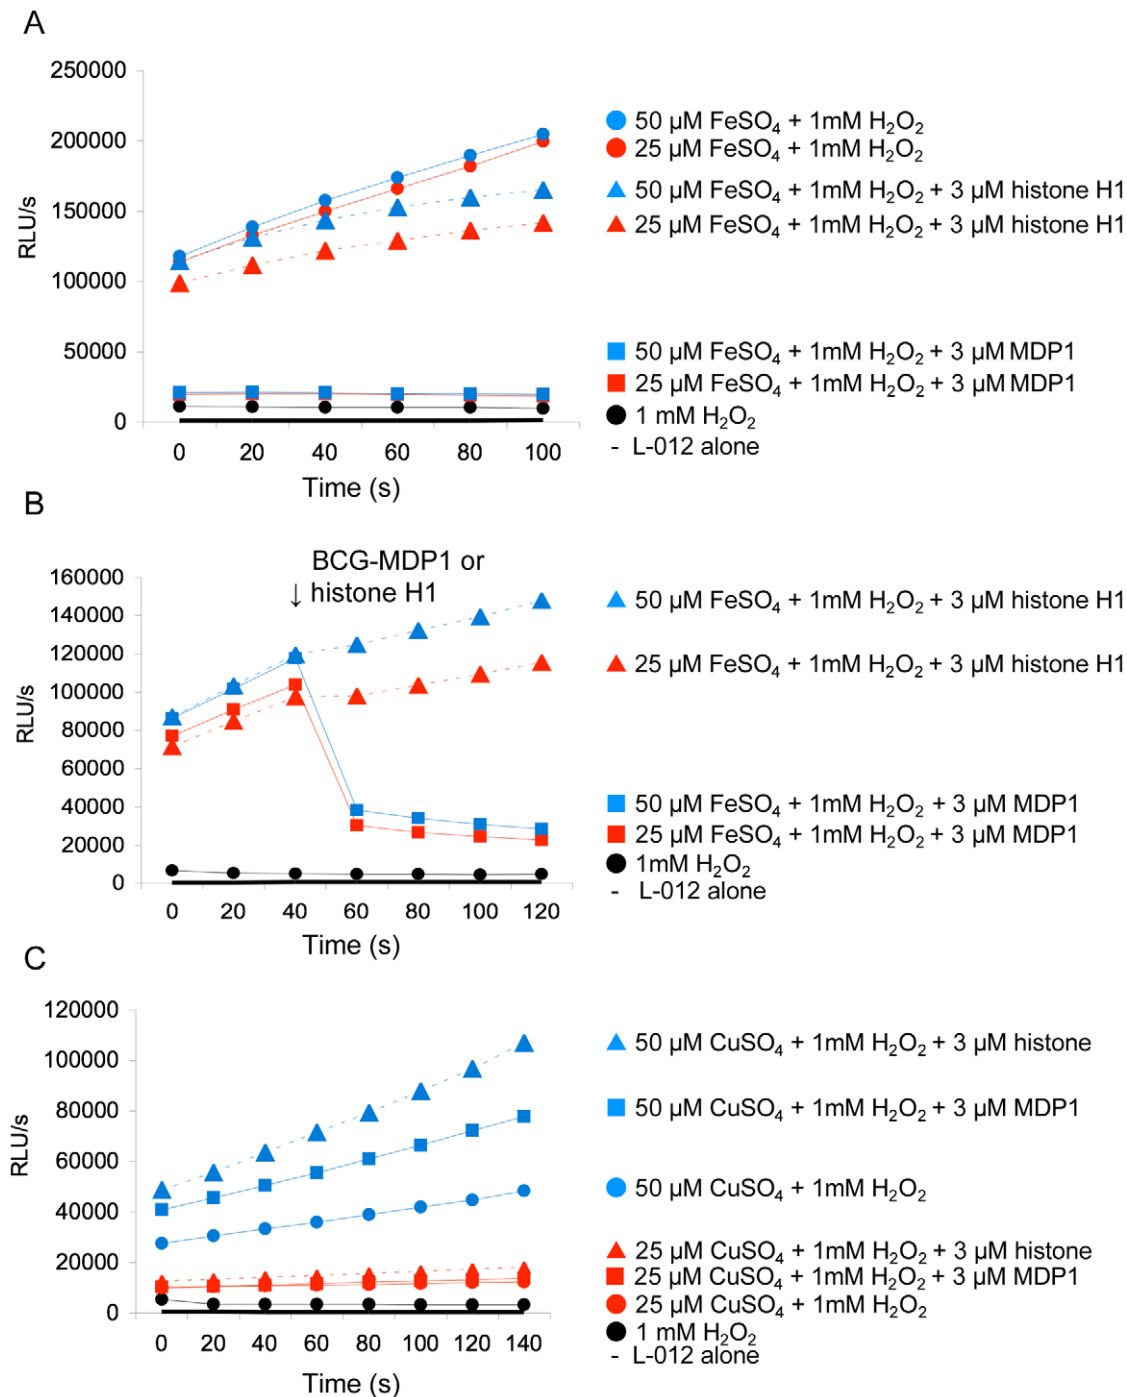 A
250000
200000
150000
100000
50000
0
RLU/s
0 20 40 60 80 100
Time (s)
50 µM FeSO₄ + 1mM H₂O₂
25 µM FeSO₄ + 1mM H₂O₂
50 µM FeSO₄ + 1mM H₂O₂ + 3 µM histone H1
25 µM FeSO₄ + 1mM H₂O₂ + 3 µM histone H1
50 µM FeSO₄ + 1mM H₂O₂ + 3 µM MDP1
25 µM FeSO₄ + 1mM H₂O₂ + 3 µM MDP1
1 mM H₂O₂
- L-012 alone
B
BCG-MDP1 or
↓ histone H1
160000
140000
120000
100000
80000
60000
40000
20000
0
RLU/s
0 20 40 60 80 100 120
Time (s)
50 µM FeSO₄ + 1mM H₂O₂ + 3 µM histone H1
25 µM FeSO₄ + 1mM H₂O₂ + 3 µM histone H1
50 µM FeSO₄ + 1mM H₂O₂ + 3 µM MDP1
25 µM FeSO₄ + 1mM H₂O₂ + 3 µM MDP1
1mM H₂O₂
- L-012 alone
C
120000
100000
80000
60000
40000
20000
0
RLU/s
0 20 40 60 80 100 120 140
Time (s)
50 µM CuSO₄ + 1mM H₂O₂ + 3 µM histone
50 µM CuSO₄ + 1mM H₂O₂ + 3 µM MDP1
50 µM CuSO₄ + 1mM H₂O₂
25 µM CuSO₄ + 1mM H₂O₂ + 3 µM histone
25 µM CuSO₄ + 1mM H₂O₂ + 3 µM MDP1
25 µM CuSO₄ + 1mM H₂O₂
1 mM H₂O₂
- L-012 alone